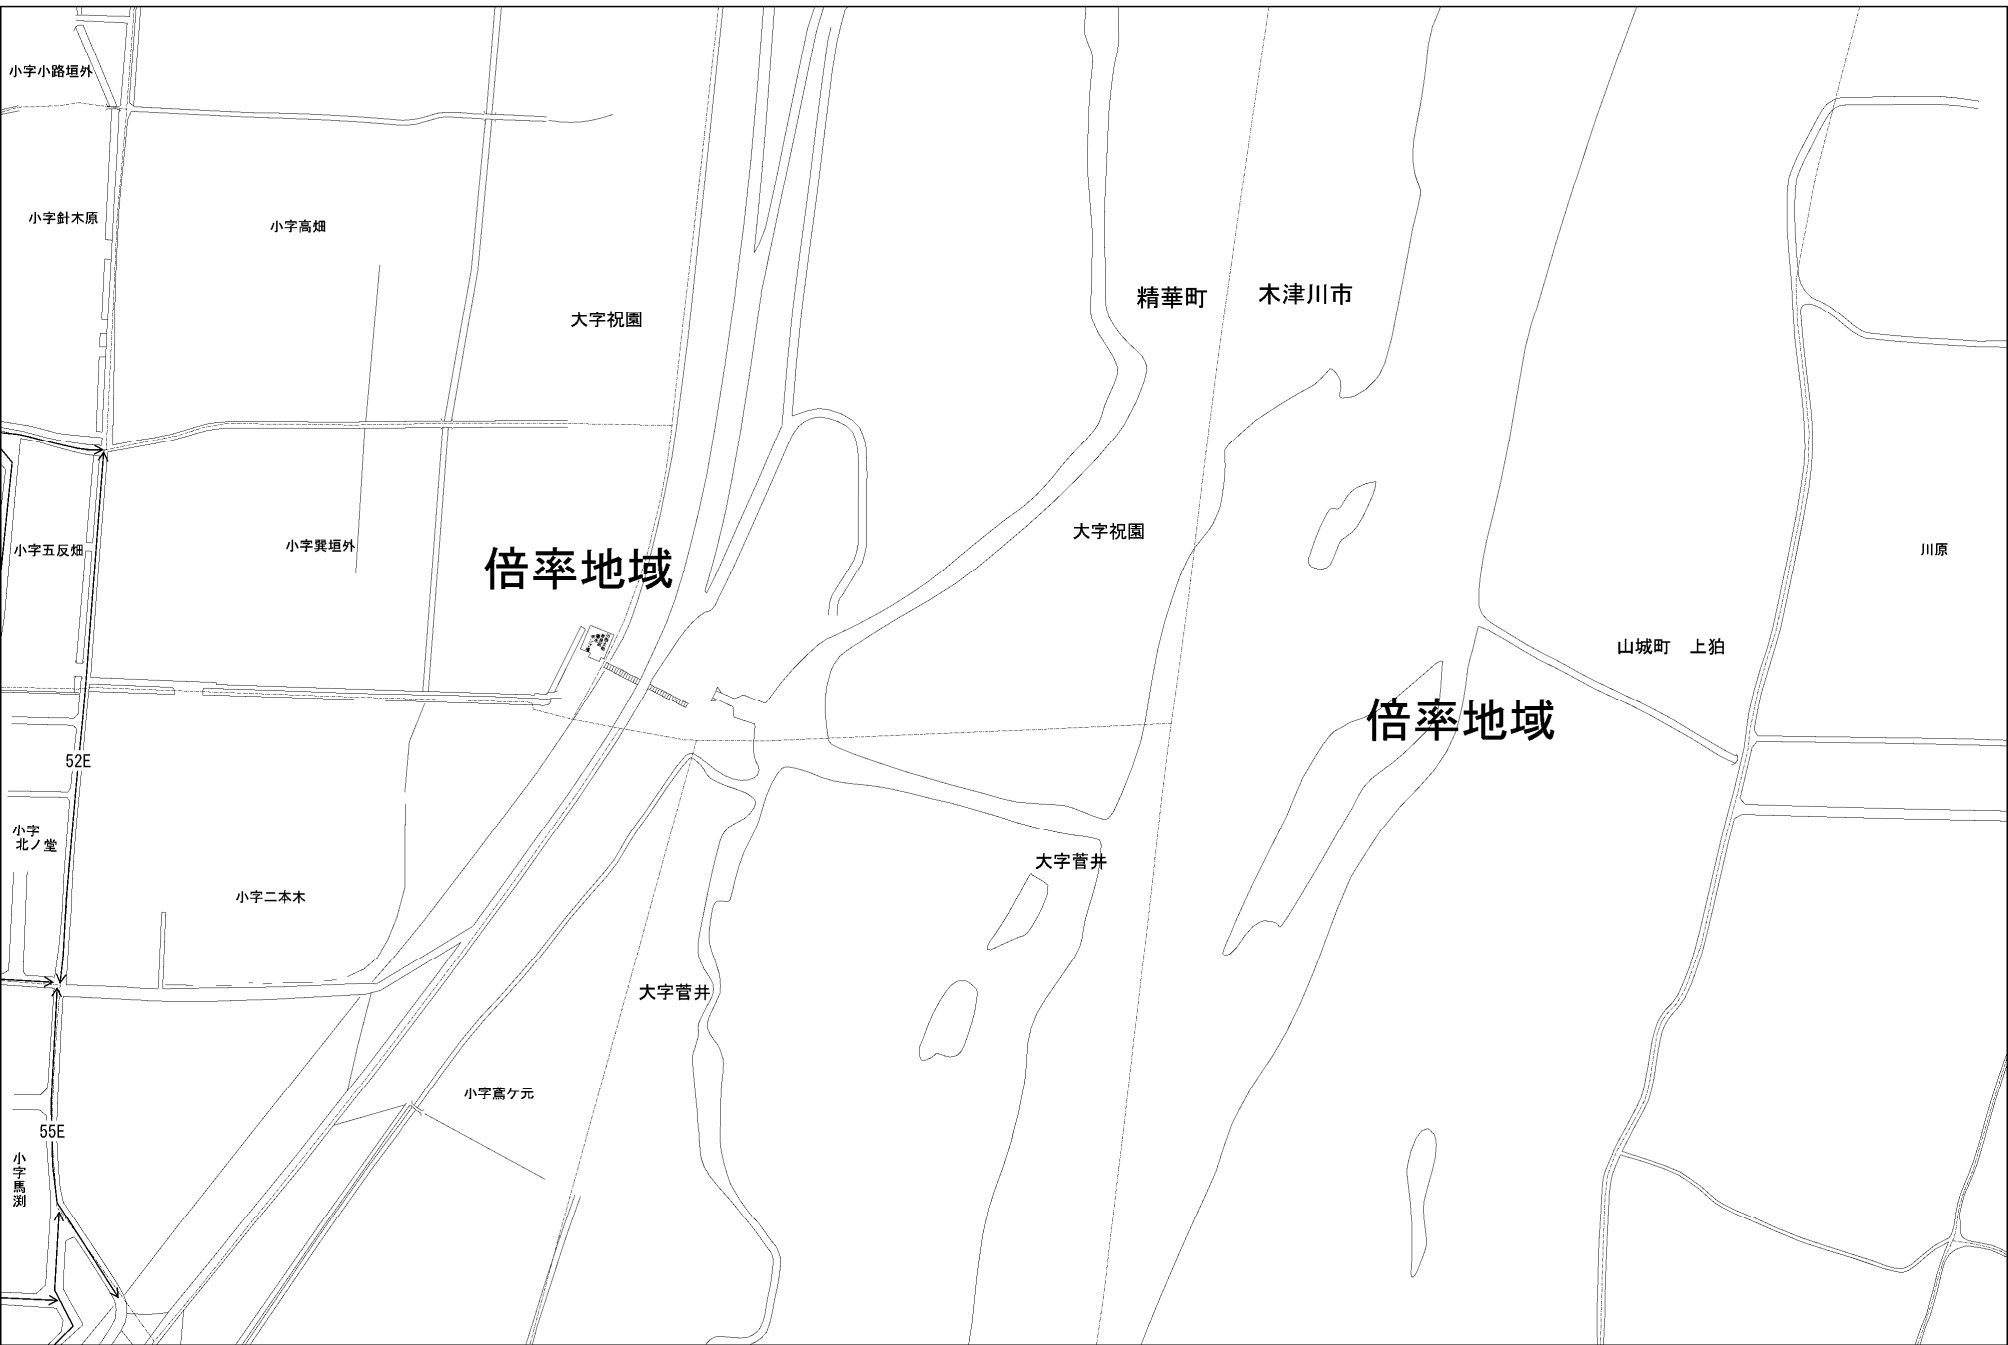 小字小路垣外
小字針木原
小字高畑
精華町
木津川市
大字祝園
大字祝園
小字五反畑
小字巽垣外
倍率地域
川原
山城町　上狛
倍率地域
52E
小字
北ノ堂
大字菅井
小字二本木
大字菅井
小字鳶ケ元
55E
小字馬渕